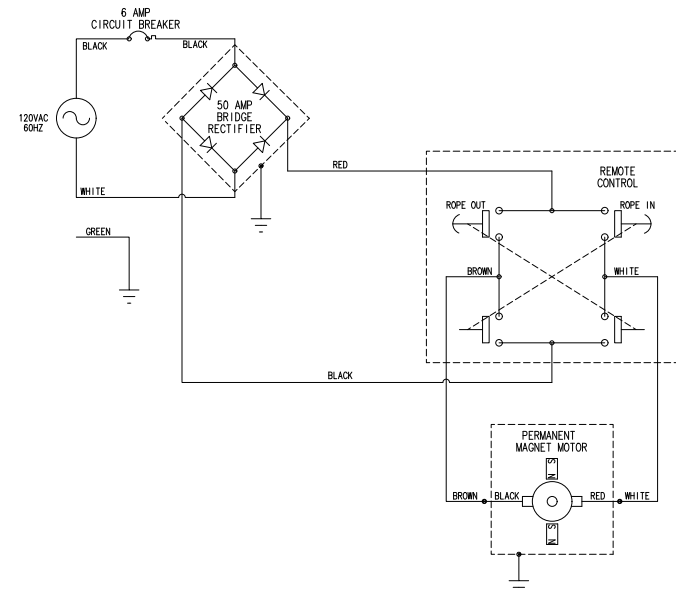 6 AMP
CIRCUIT BREAKER
BLACK
BLACK
50 AMP
BRIDGE
RECTIFIER
120VAC
60HZ
RED
REMOTE
CONTROL
WHITE
ROPE OUT
ROPE IN
GREEN
BROWN
WHITE
BLACK
PERMANENT
MAGNET MOTOR
S N
BROWN
BLACK
RED
WHITE
S N